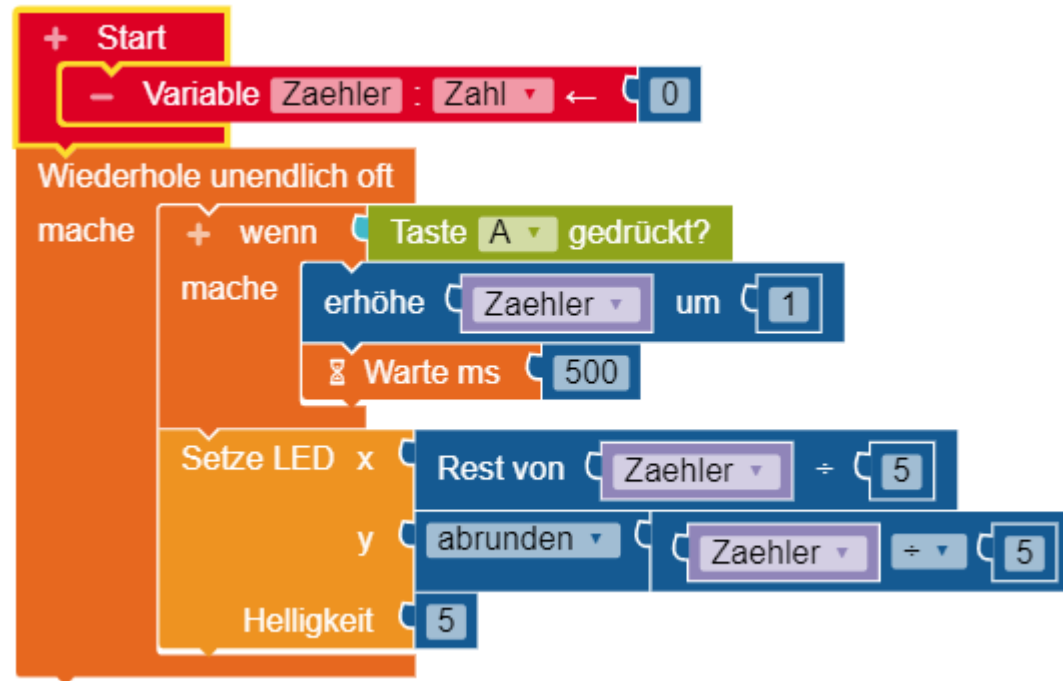 + Start
− Variable Zaehler : Zahl ← 0
Wiederhole unendlich oft
mache + wenn Taste A gedrückt?
mache erhöhe Zaehler um 1
Warte ms 500
Setze LED x Rest von Zaehler ÷ 5
y abrunden Zaehler ÷ 5
Helligkeit 5